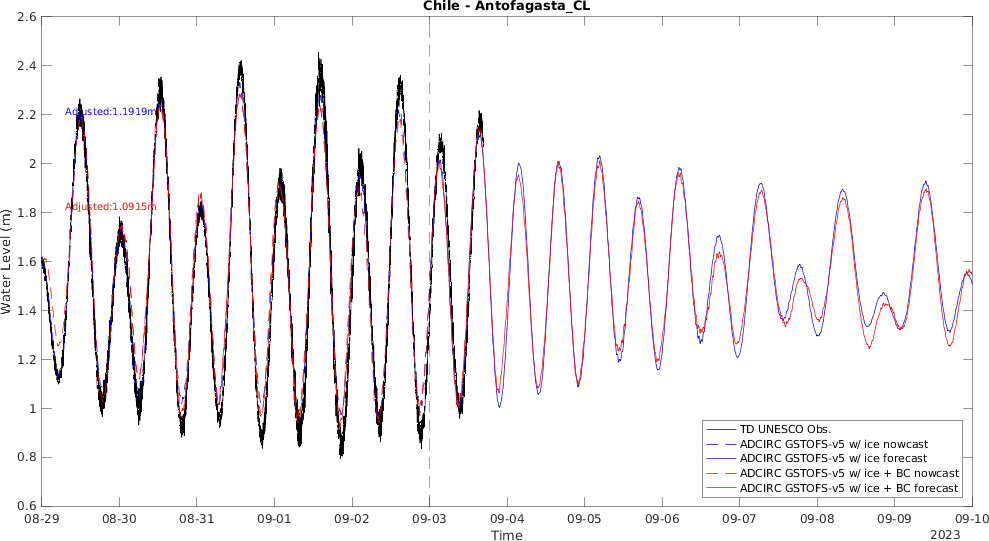 Chile - Antofagasta_CL
2.6
2.4
2.2
2
1.8
1.6
1.4
1.2
1
0.8
0.6
Water Level (m)
Adjusted:1.1919m
Adjusted:1.0915m
TD UNESCO Obs.
ADCIRC GSTOFS-v5 w/ ice nowcast
ADCIRC GSTOFS-v5 w/ ice forecast
ADCIRC GSTOFS-v5 w/ ice + BC nowcast
ADCIRC GSTOFS-v5 w/ ice + BC forecast
08-29 08-30 08-31 09-01 09-02 09-03 09-04 09-05 09-06 09-07 09-08 09-09 09-10
Time
2023